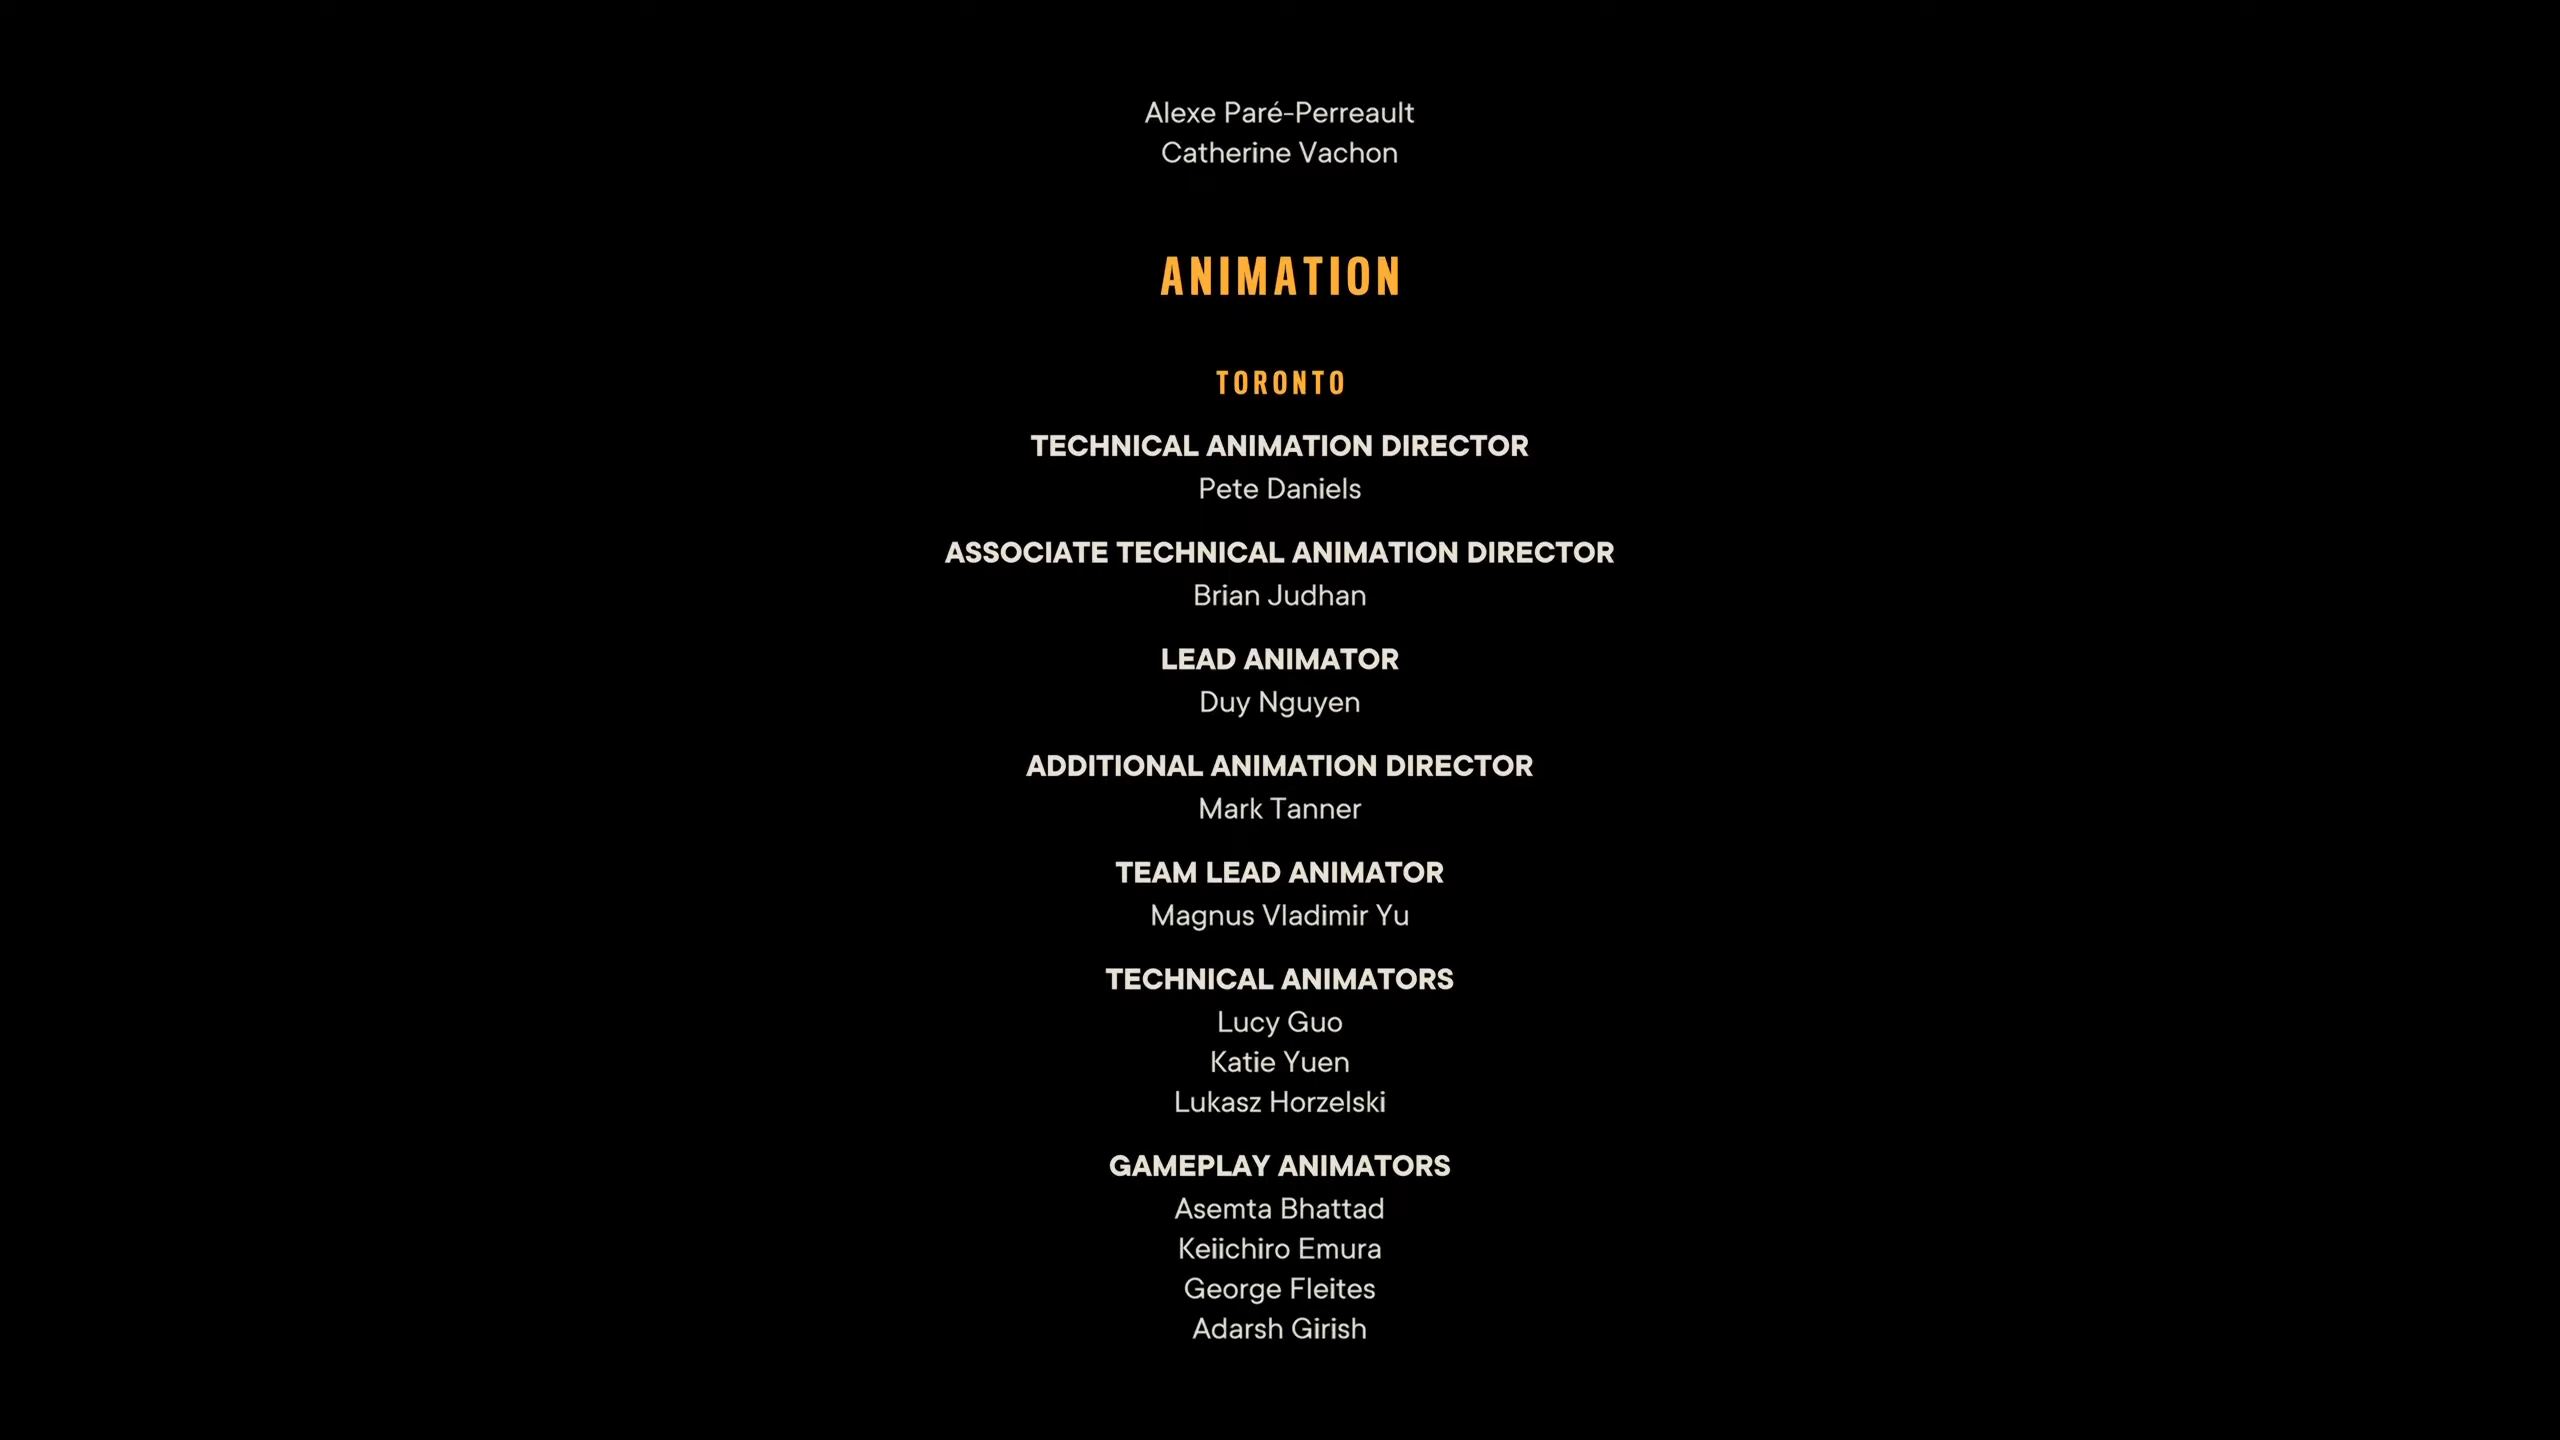 Alexe Paré-Perreault
Catherine Vachon
ANIMATION
TORONTO
TECHNICAL ANIMATION DIRECTOR
Pete Daniels
ASSOCIATE TECHNICAL ANIMATION DIRECTOR
Brian Judhan
LEAD ANIMATOR
Duy Nguyen
ADDITIONAL ANIMATION DIRECTOR
Mark Tanner
TEAM LEAD ANIMATOR
Magnus Vladimir Yu
TECHNICAL ANIMATORS
Lucy Guo
Katie Yuen
Lukasz Horzelski
GAMEPLAY ANIMATORS
Asemta Bhattad
Keiichiro Emura
George Fleites
Adarsh Girish